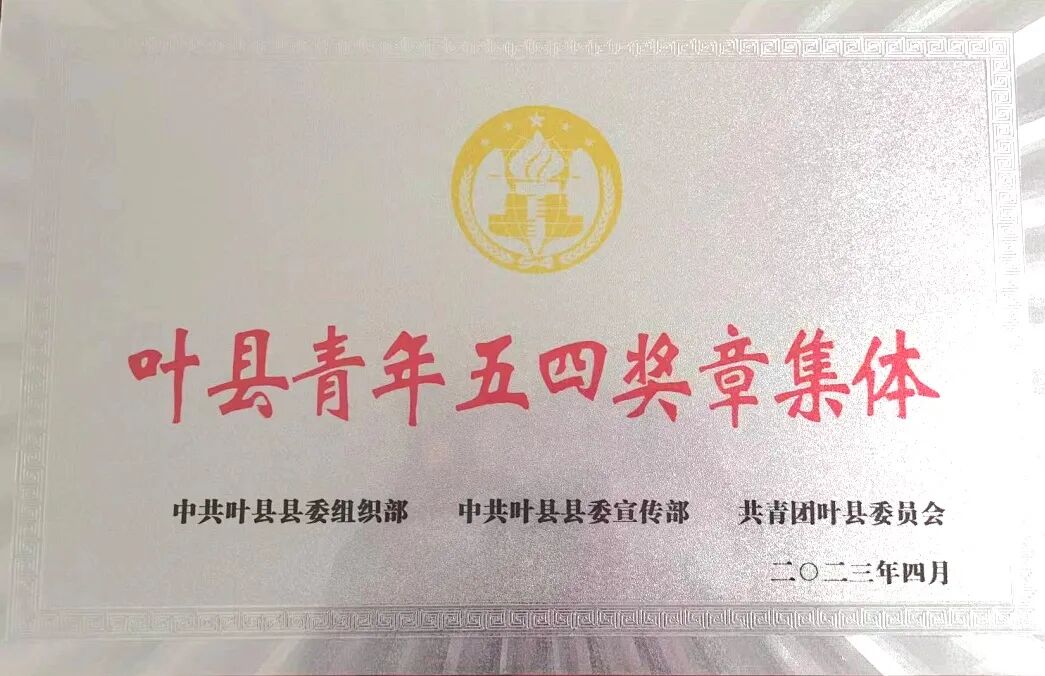 叶县青年五四奖章集体
中共叶县县委组织部 中共叶县县委宣传部 共青团叶县委员会
二〇二三年四月